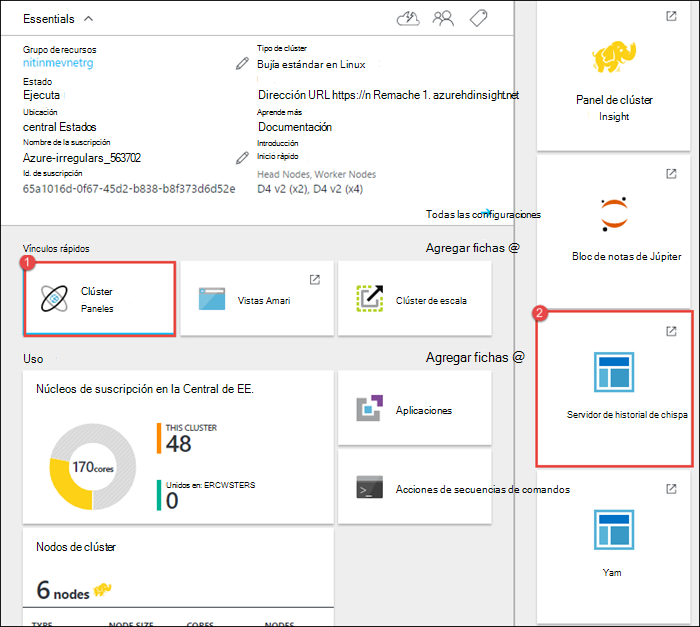 Essentials
Grupo de recursos
nitinmevnetrg
Estado
Ejecuta
Ubicación
central Estados
Nombre de la suscripción
Azure-irregulars_563702
Id. de suscripción
65a1016d-0f67-45d2-b838-b8f373d6d52e
Tipo de clúster
Bujía estándar en Linux
Dirección URL https://n Remache 1. azurehdinsight.net
Aprende más
Documentación
Introducción
Inicio rápido
Head Nodes, Worker Nodes
D4 v2 (x2), D4 v2 (x4)
Todas las configuraciones
Vínculos rápidos
Agregar fichas @
1
Clúster
Paneles
Vistas Amari
Clúster de escala
Uso
Agregar fichas @
Núcleos de suscripción en la Central de EE.
170cores
THIS CLUSTER
48
Unidos en: ERCWSTERS
0
Aplicaciones
Acciones de secuencias de comandos
Nodos de clúster
6 nodes
TYPE NODE SIZE CORES NODES
Panel de clúster
Insight
Bloc de notas de Júpiter
2
Servidor de historial de chispa
Yam